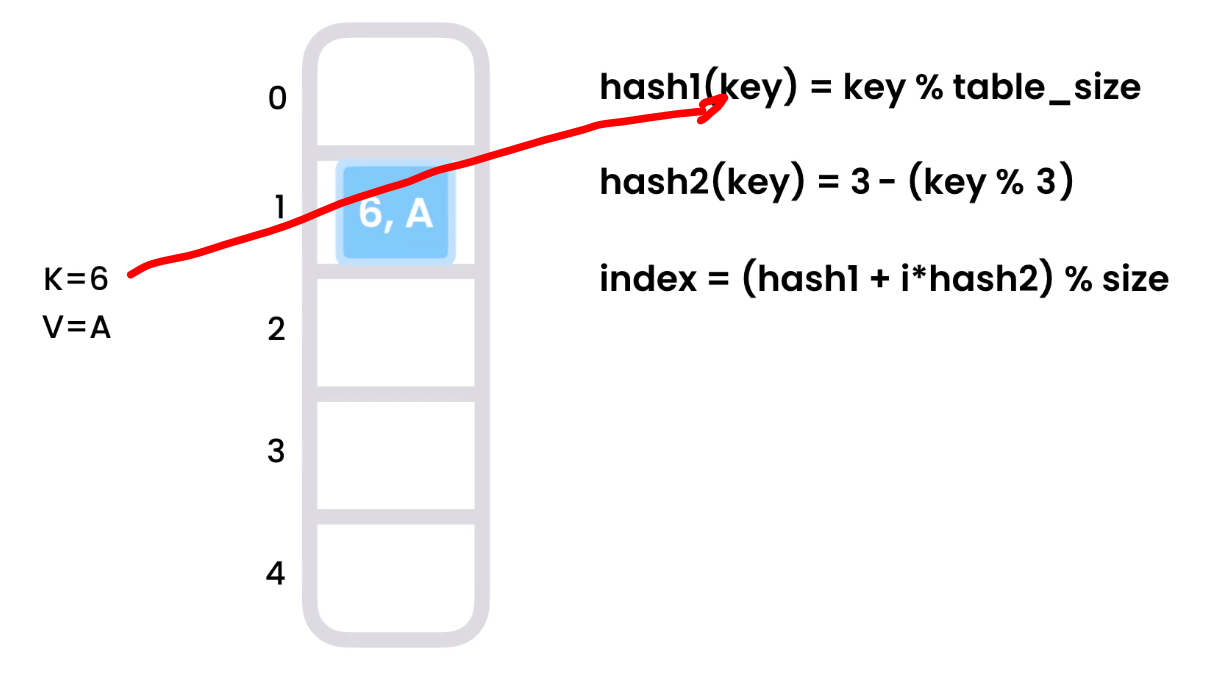 hash1(key) = key % table_size
hash2(key) = 3 - (key % 3)
index = (hash1 + i*hash2) % size
K=6
V=A
0
1
6, A
2
3
4